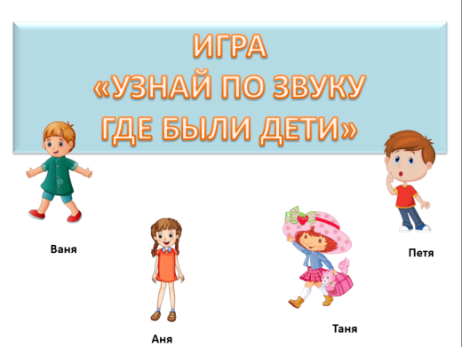 ИГРА
«УЗНАЙ ПО ЗВУКУ
ГДЕ БЫЛИ ДЕТИ»
Ваня
Петя
Аня
Таня